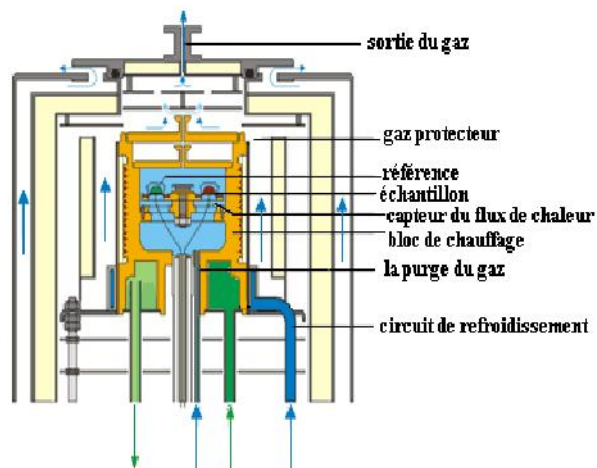 sortie du gaz
gaz protecteur
référence
échantillon
capteur du flux de chaleur
bloc de chauffage
la purge du gaz
circuit de refroidissement